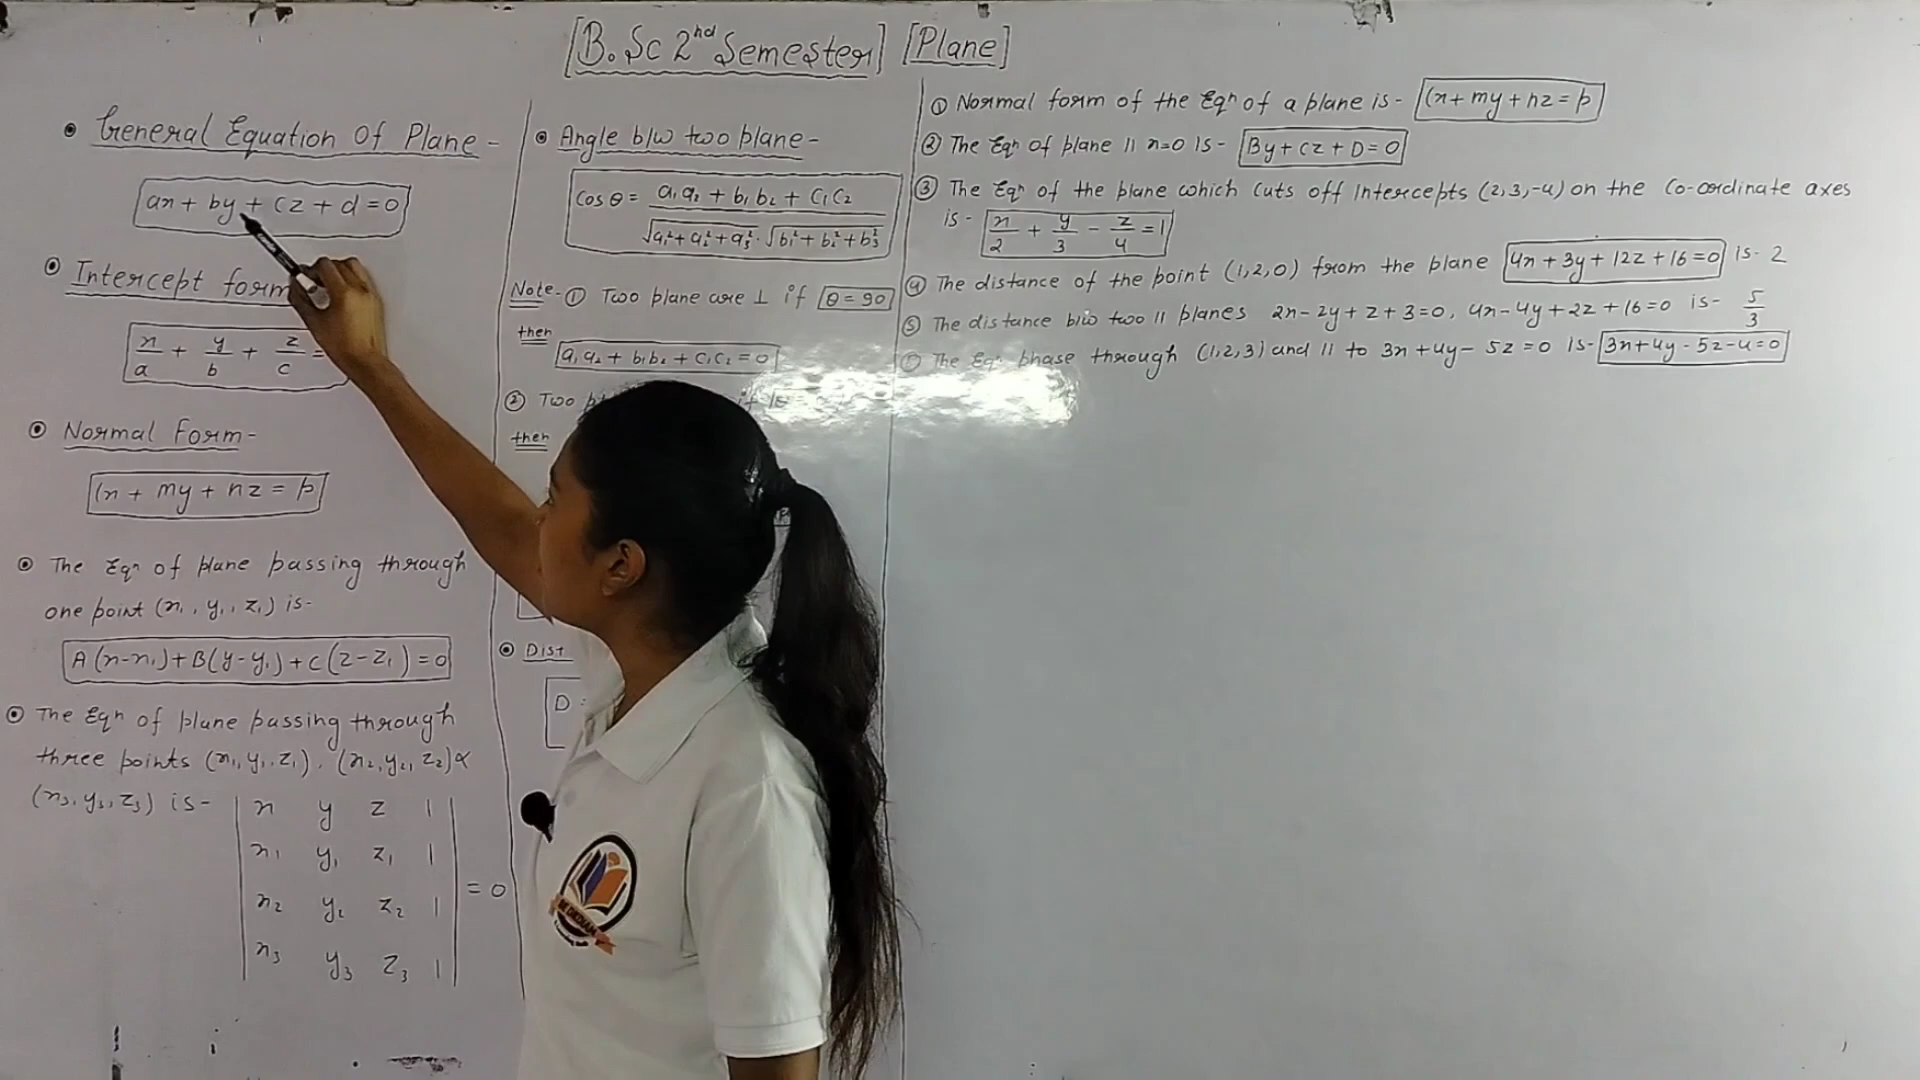 [B.Sc 2nd Semester] [Plane]
• General Equation Of Plane-
ax + by + cz + d = 0
• Intercept form
x/a + y/b + z/c =
• Normal Form-
lx + my + nz = p
• The Eqn of plane passing through
one point (x1, y1, z1) is-
A(x-x1)+B(y-y1)+C(z-z1)=0
• The Eqn of plane passing through
three points (x1,y1,z1), (x2,y2,z2)&
(x3,y3,z3) is-
x y z 1
x1 y1 z1 1
x2 y2 z2 1
= 0
x3 y3 z3 1
• Angle b/w two plane-
Cos θ = a1a2 + b1b2 + c1c2 / √a1²+a2²+a3² · √b1²+b2²+b3²
Note- ① Two plane are ⊥ if θ=90
then
a1a2 + b1b2 + c1c2 = 0
② Two if
then
• Dist
D =
① Normal form of the Eqn of a plane is- lx+my+nz=p
② The Eqn of plane || x=0 is- By+Cz+D=0
③ The Eqn of the plane which cuts off intercepts (2,3,-4) on the co-ordinate axes
is- x/2 + y/3 - z/4 = 1
④ The distance of the point (1,2,0) from the plane 4x+3y+12z+16=0 is- 2
⑤ The distance b/w two || planes 2x-2y+z+3=0, 4x-4y+2z+16=0 is- 5/3
⑥ The Eqn phase through (1,2,3) and || to 3x+4y-5z=0 is- 3x+4y-5z-4=0